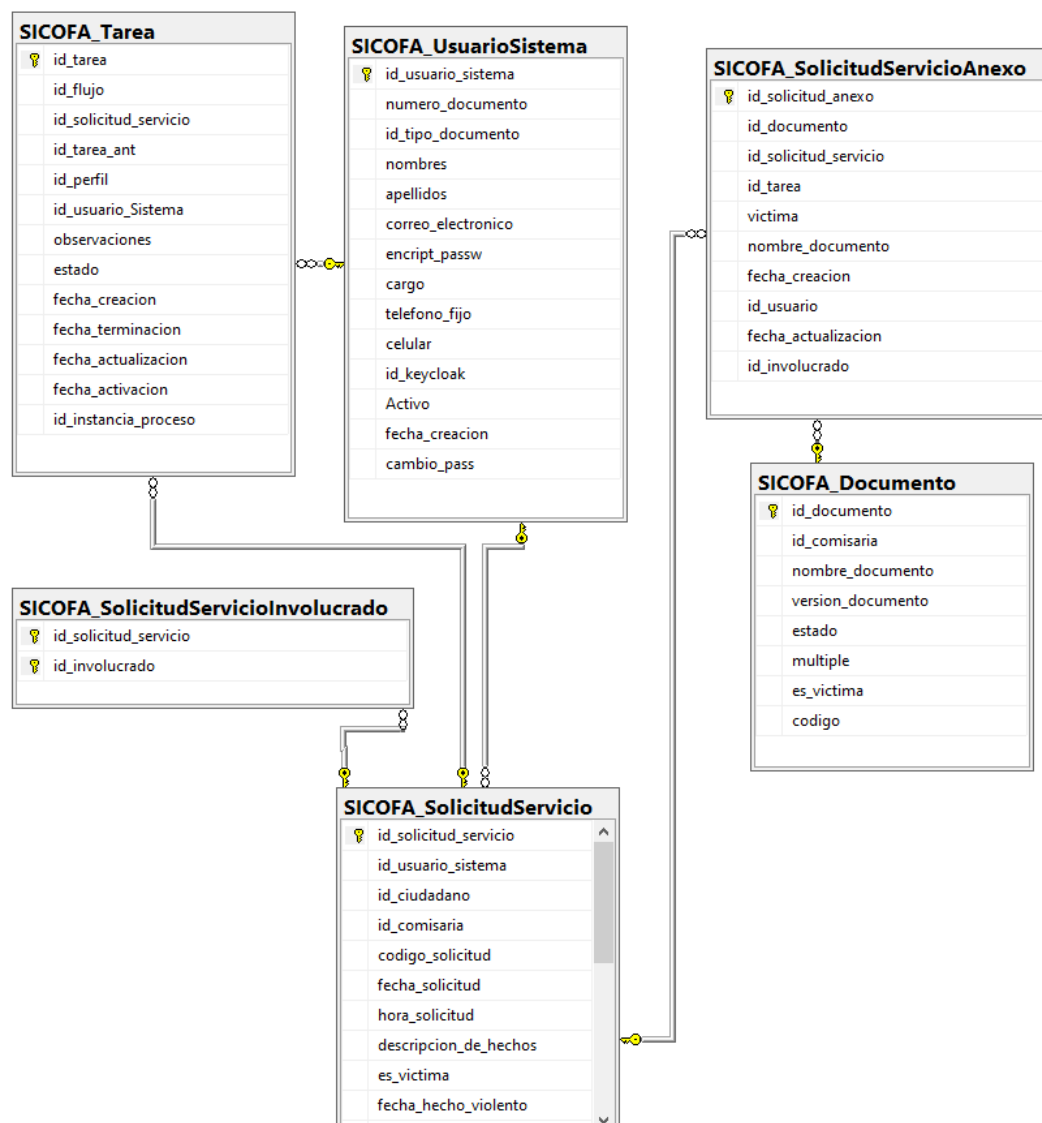 SICOFA_Tarea
id_tarea
id_flujo
id_solicitud_servicio
id_tarea_ant
id_perfil
id_usuario_Sistema
observaciones
estado
fecha_creacion
fecha_terminacion
fecha_actualizacion
fecha_activacion
id_instancia_proceso
SICOFA_UsuarioSistema
id_usuario_sistema
numero_documento
id_tipo_documento
nombres
apellidos
correo_electronico
encript_passw
cargo
telefono_fijo
celular
id_keycloak
Activo
fecha_creacion
cambio_pass
SICOFA_SolicitudServicioAnexo
id_solicitud_anexo
id_documento
id_solicitud_servicio
id_tarea
victima
nombre_documento
fecha_creacion
id_usuario
fecha_actualizacion
id_involucrado
SICOFA_Documento
id_documento
id_comisaria
nombre_documento
version_documento
estado
multiple
es_victima
codigo
SICOFA_SolicitudServicioInvolucrado
id_solicitud_servicio
id_involucrado
SICOFA_SolicitudServicio
id_solicitud_servicio
id_usuario_sistema
id_ciudadano
id_comisaria
codigo_solicitud
fecha_solicitud
hora_solicitud
descripcion_de_hechos
es_victima
fecha_hecho_violento